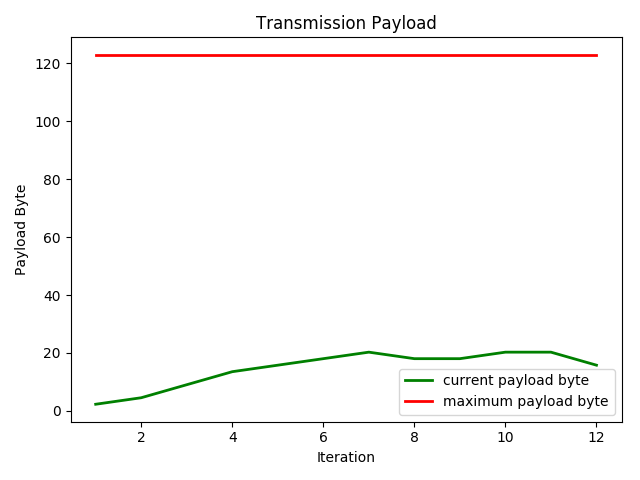 Transmission Payload
Payload Byte
120
100
80
60
40
20
0
current payload byte
maximum payload byte
2
4
6
8
10
12
Iteration